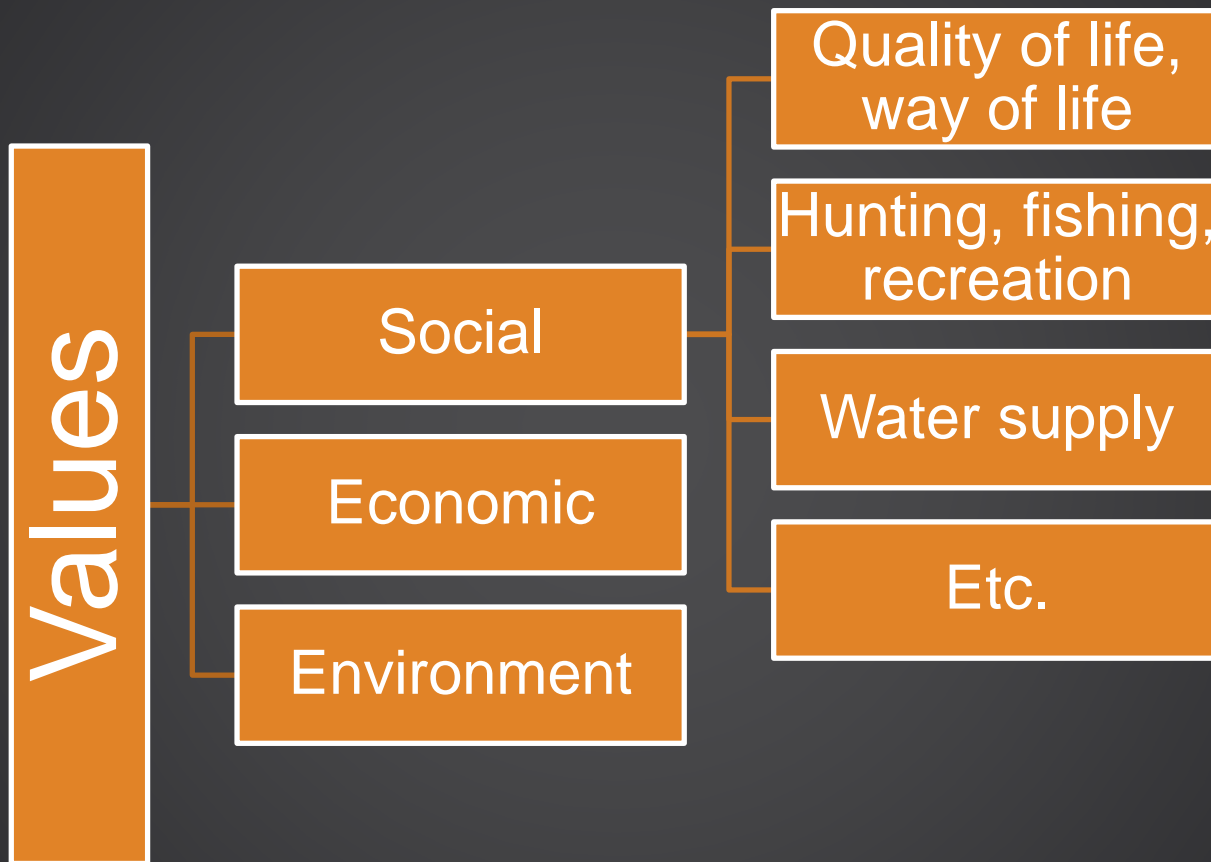 Values
Social
Economic
Environment
Quality of life,
way of life
Hunting, fishing,
recreation
Water supply
Etc.